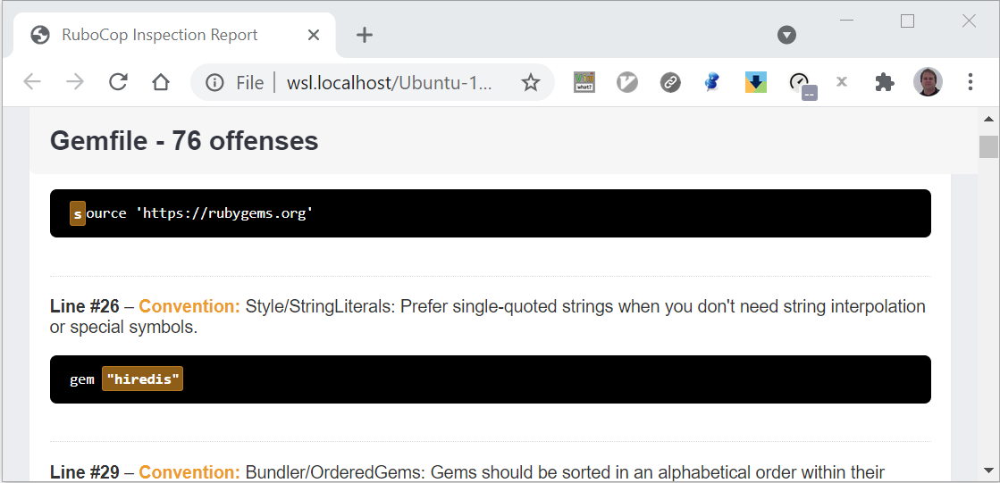 RuboCop Inspection Report
File
wsl.localhost/Ubuntu-1...
what?
--
Gemfile - 76 offenses
source 'https://rubygems.org'
Line #26 – Convention: Style/StringLiterals: Prefer single-quoted strings when you don't need string interpolation
or special symbols.
gem "hiredis"
Line #29 – Convention: Bundler/OrderedGems: Gems should be sorted in an alphabetical order within their